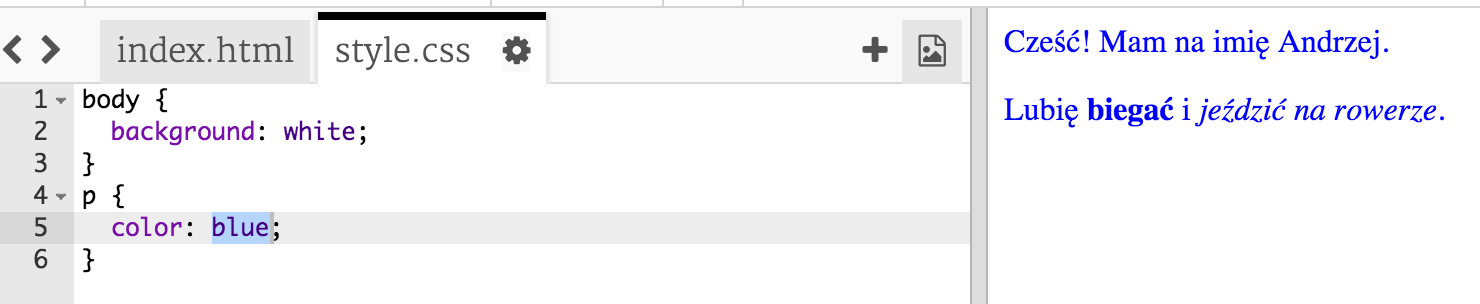 index.html style.css
1 body {
2   background: white;
3 }
4 p {
5   color: blue;
6 }
Cześć! Mam na imię Andrzej.
Lubię biegać i jeździć na rowerze.